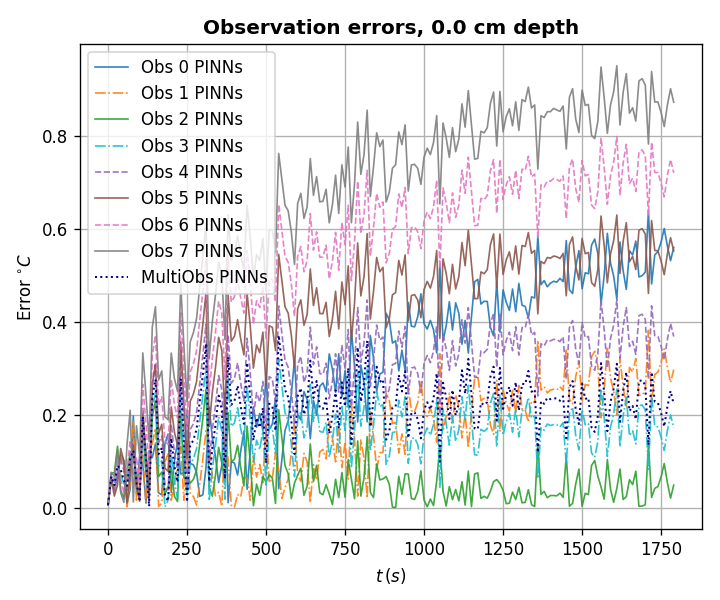 Observation errors, 0.0 cm depth
Error °C
0.8
0.6
0.4
0.2
0.0
Obs 0 PINNs
Obs 1 PINNs
Obs 2 PINNs
Obs 3 PINNs
Obs 4 PINNs
Obs 5 PINNs
Obs 6 PINNs
Obs 7 PINNs
MultiObs PINNs
0 250 500 750 1000 1250 1500 1750
t (s)